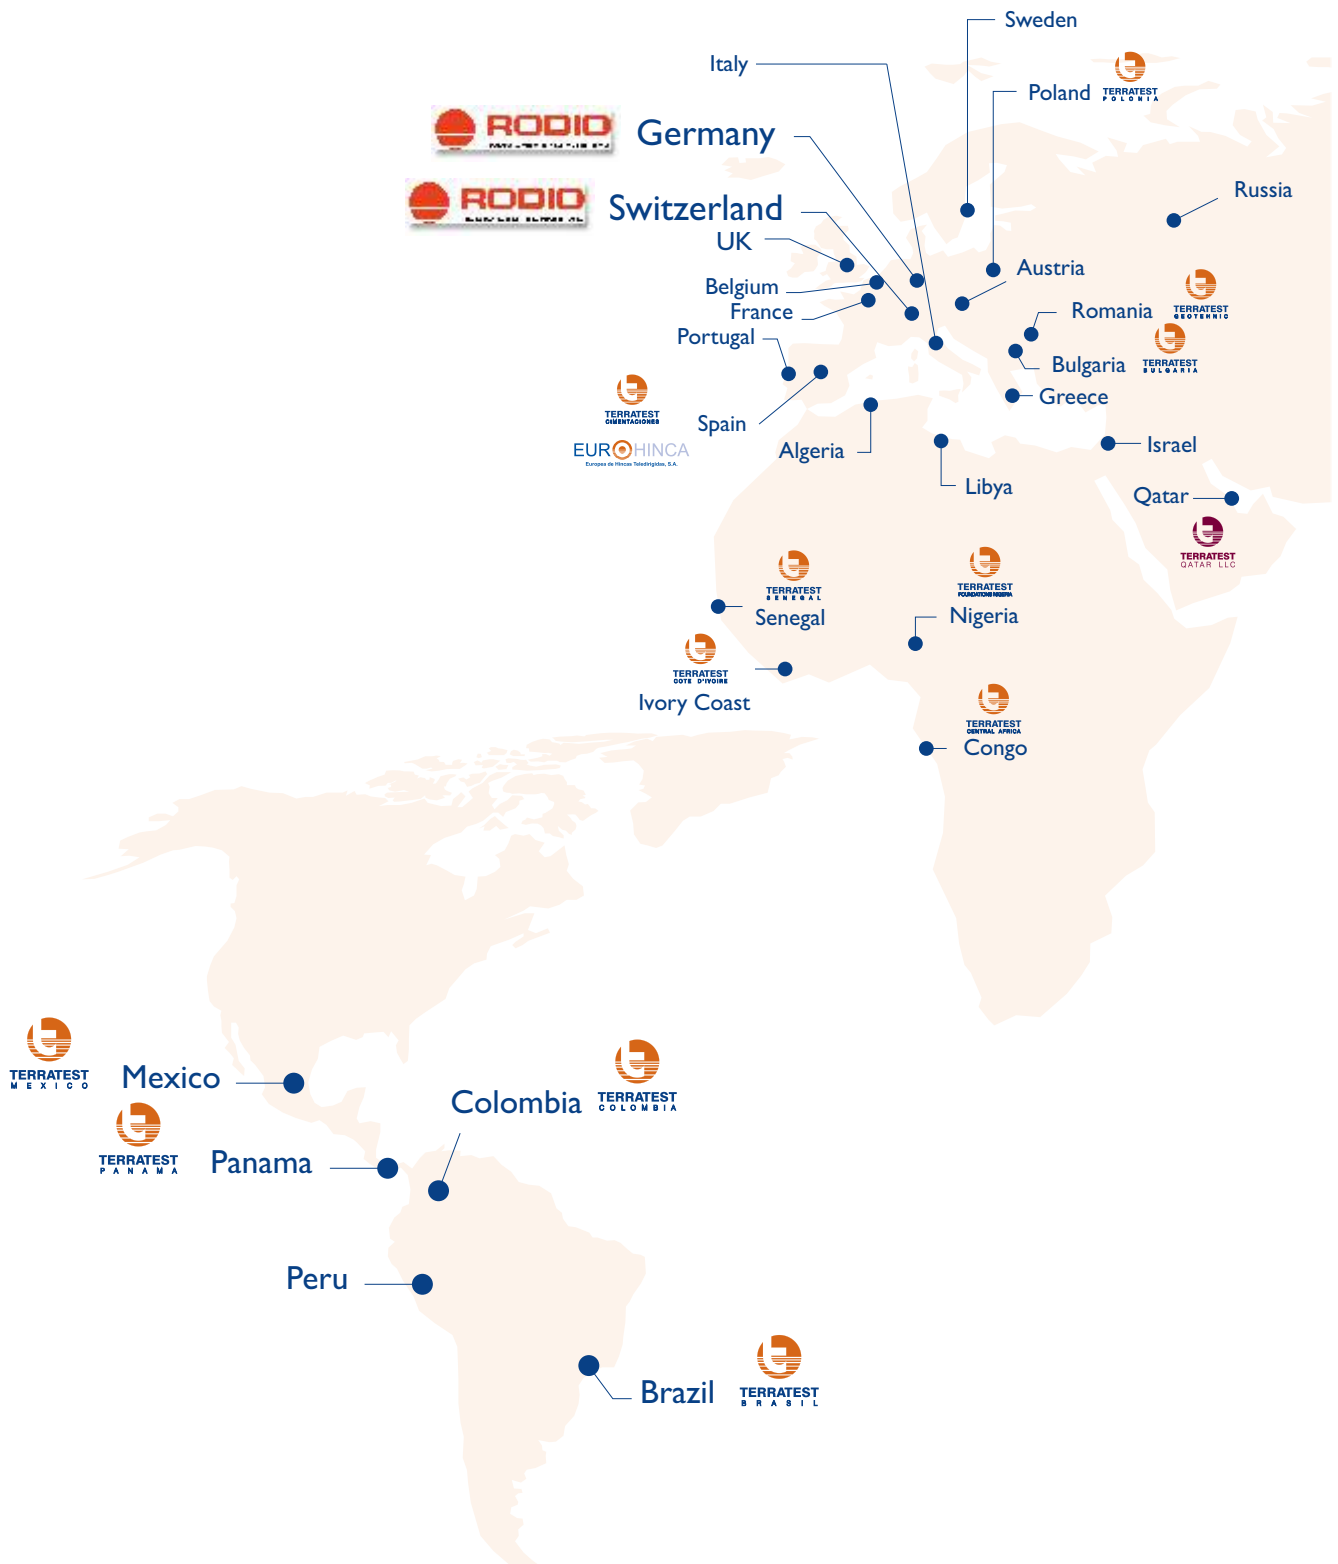 Sweden
Italy
Poland
TERRATEST
POLONIA
RODIO
Germany
RODIO
Switzerland
Russia
UK
Austria
Belgium
France
Romania
TERRATEST
GEOTEHNIC
Portugal
Bulgaria
TERRATEST
BULGARIA
Greece
TERRATEST
CIMENTACIONES
Spain
EUROHINCA
Europea de Hincas Teledirigidas, S.A.
Algeria
Israel
Libya
Qatar
TERRATEST
QATAR LLC
TERRATEST
SENEGAL
Senegal
TERRATEST
FOUNDATIONS NIGERIA
Nigeria
TERRATEST
COTE D'IVOIRE
Ivory Coast
TERRATEST
CENTRAL AFRICA
Congo
TERRATEST
MEXICO
Mexico
Colombia
TERRATEST
COLOMBIA
TERRATEST
PANAMA
Panama
Peru
Brazil
TERRATEST
BRASIL